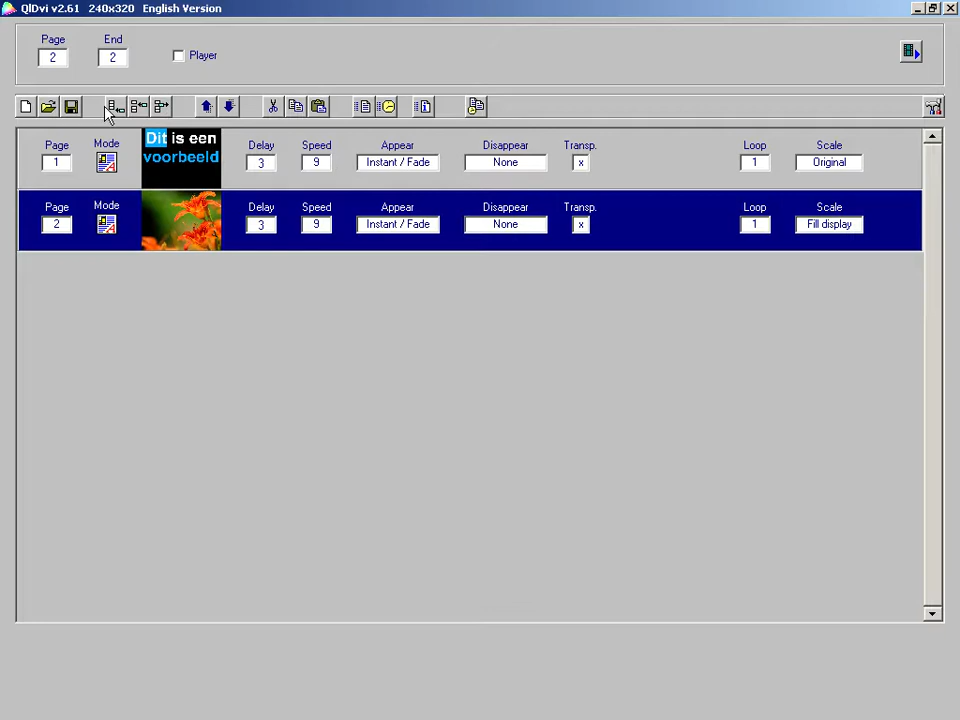 QlDvi v2.61 240x320 English Version
Page End
2 2 Player
Page Mode Dit is een voorbeeld Delay Speed Appear Disappear Transp. Loop Scale
1 3 9 Instant / Fade None x 1 Original
Page Mode Delay Speed Appear Disappear Transp. Loop Scale
2 3 9 Instant / Fade None x 1 Fill display